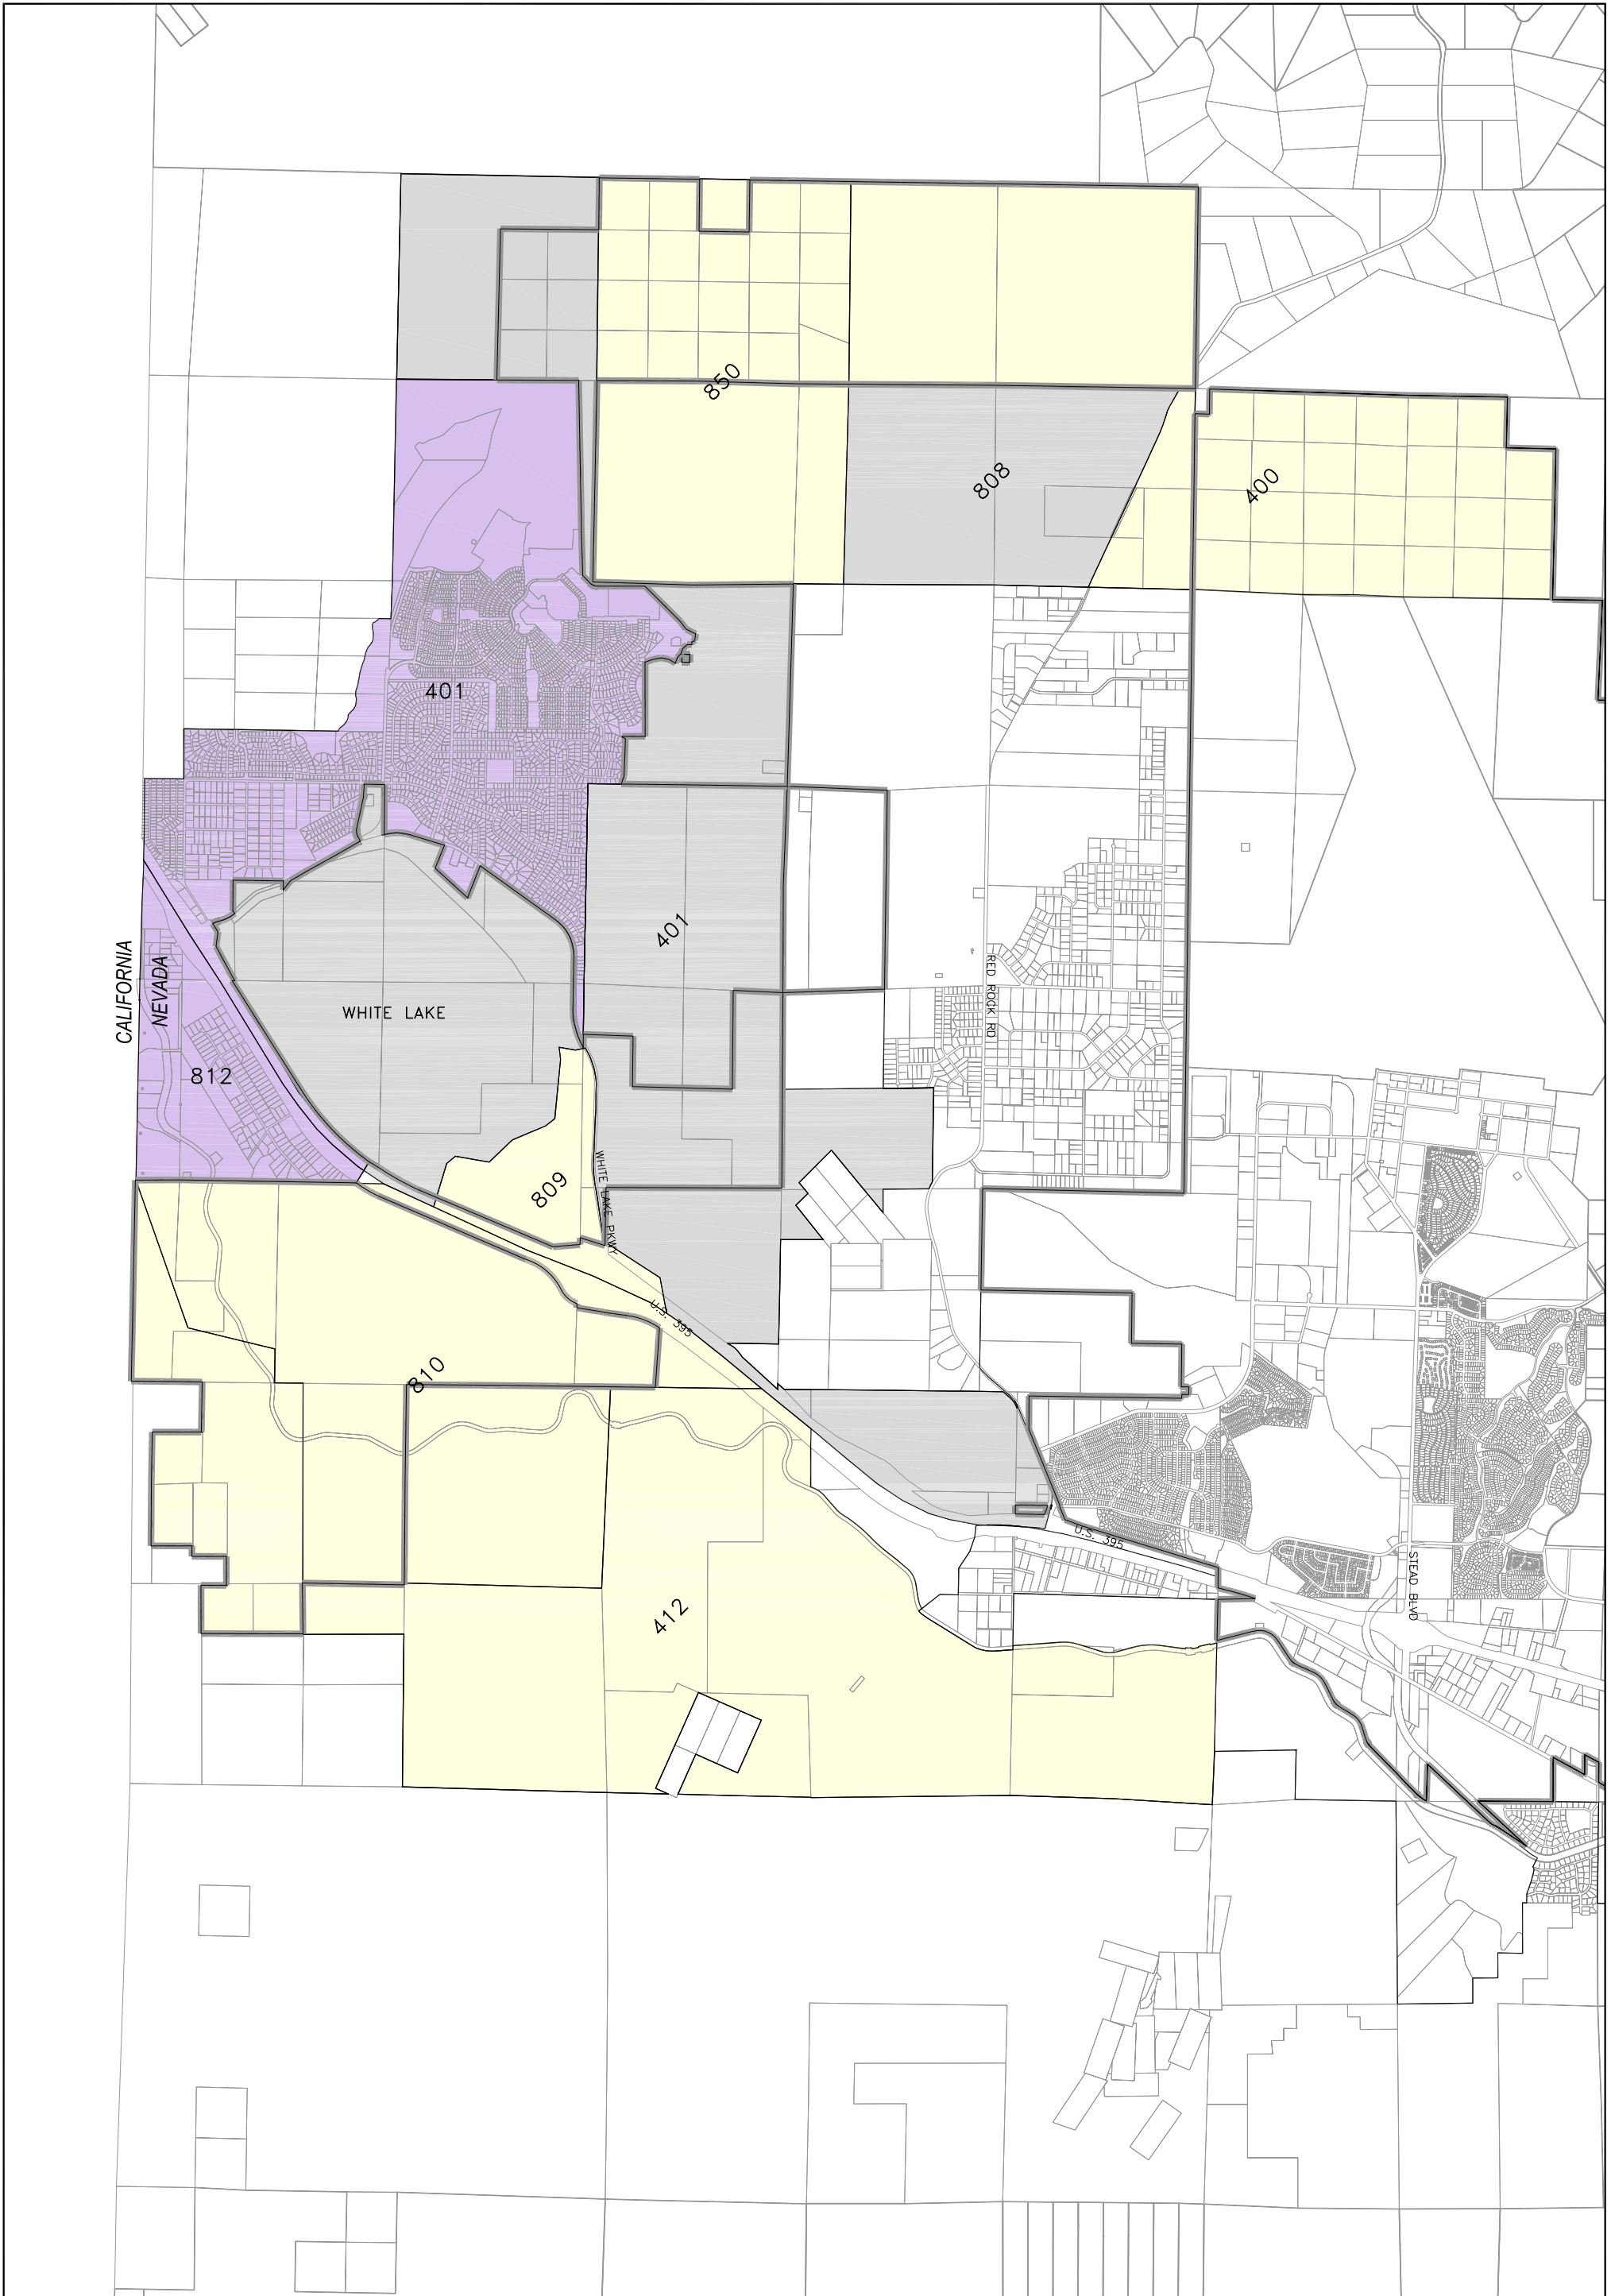 850
808
400
401
401
CALIFORNIA
NEVADA
RED ROCK RD
WHITE LAKE
812
809
WHITE LAKE PKWY
U.S. 395
810
U.S. 395
STEAD BLVD
412